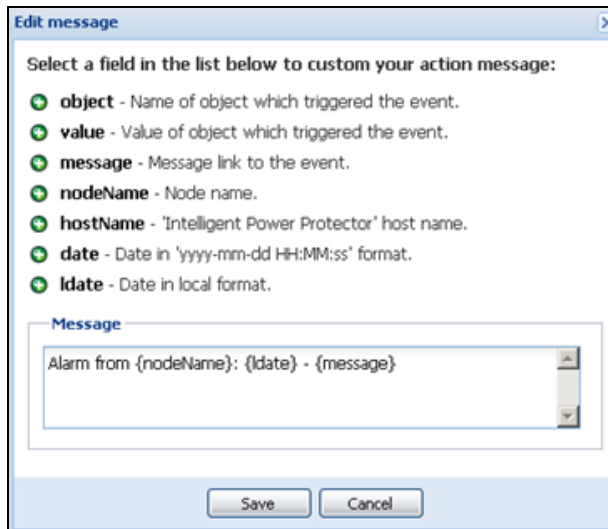 Edit message
Select a field in the list below to custom your action message:
object - Name of object which triggered the event.
value - Value of object which triggered the event.
message - Message link to the event.
nodeName - Node name.
hostName - 'Intelligent Power Protector' host name.
date - Date in 'yyyy-mm-dd HH:MM:ss' format.
ldate - Date in local format.
Message
Alarm from {nodeName}: {ldate} - {message}
Save Cancel